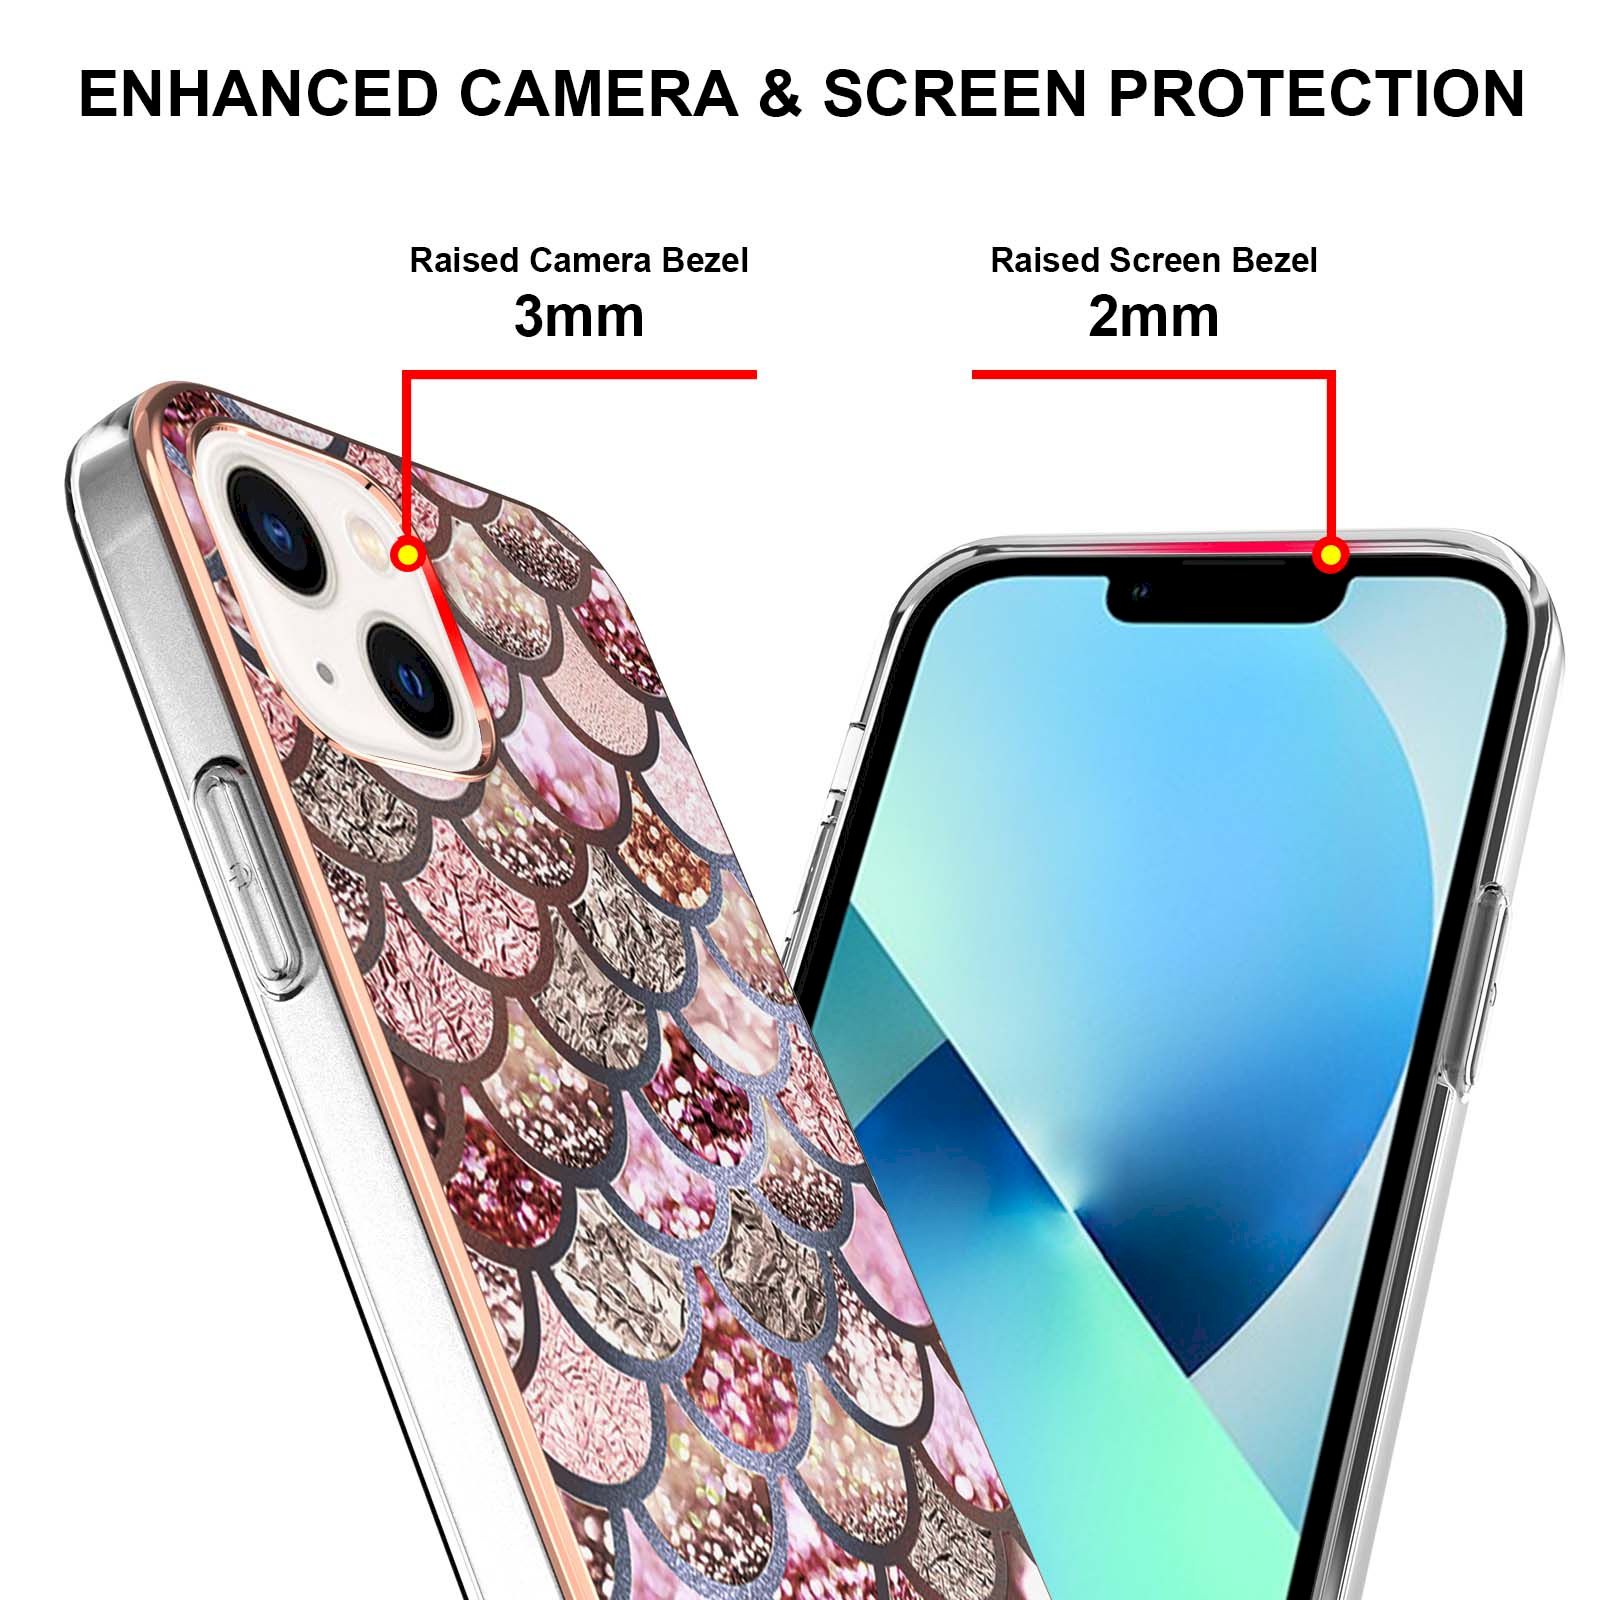 ENHANCED CAMERA & SCREEN PROTECTION
Raised Camera Bezel
3mm
Raised Screen Bezel
2mm